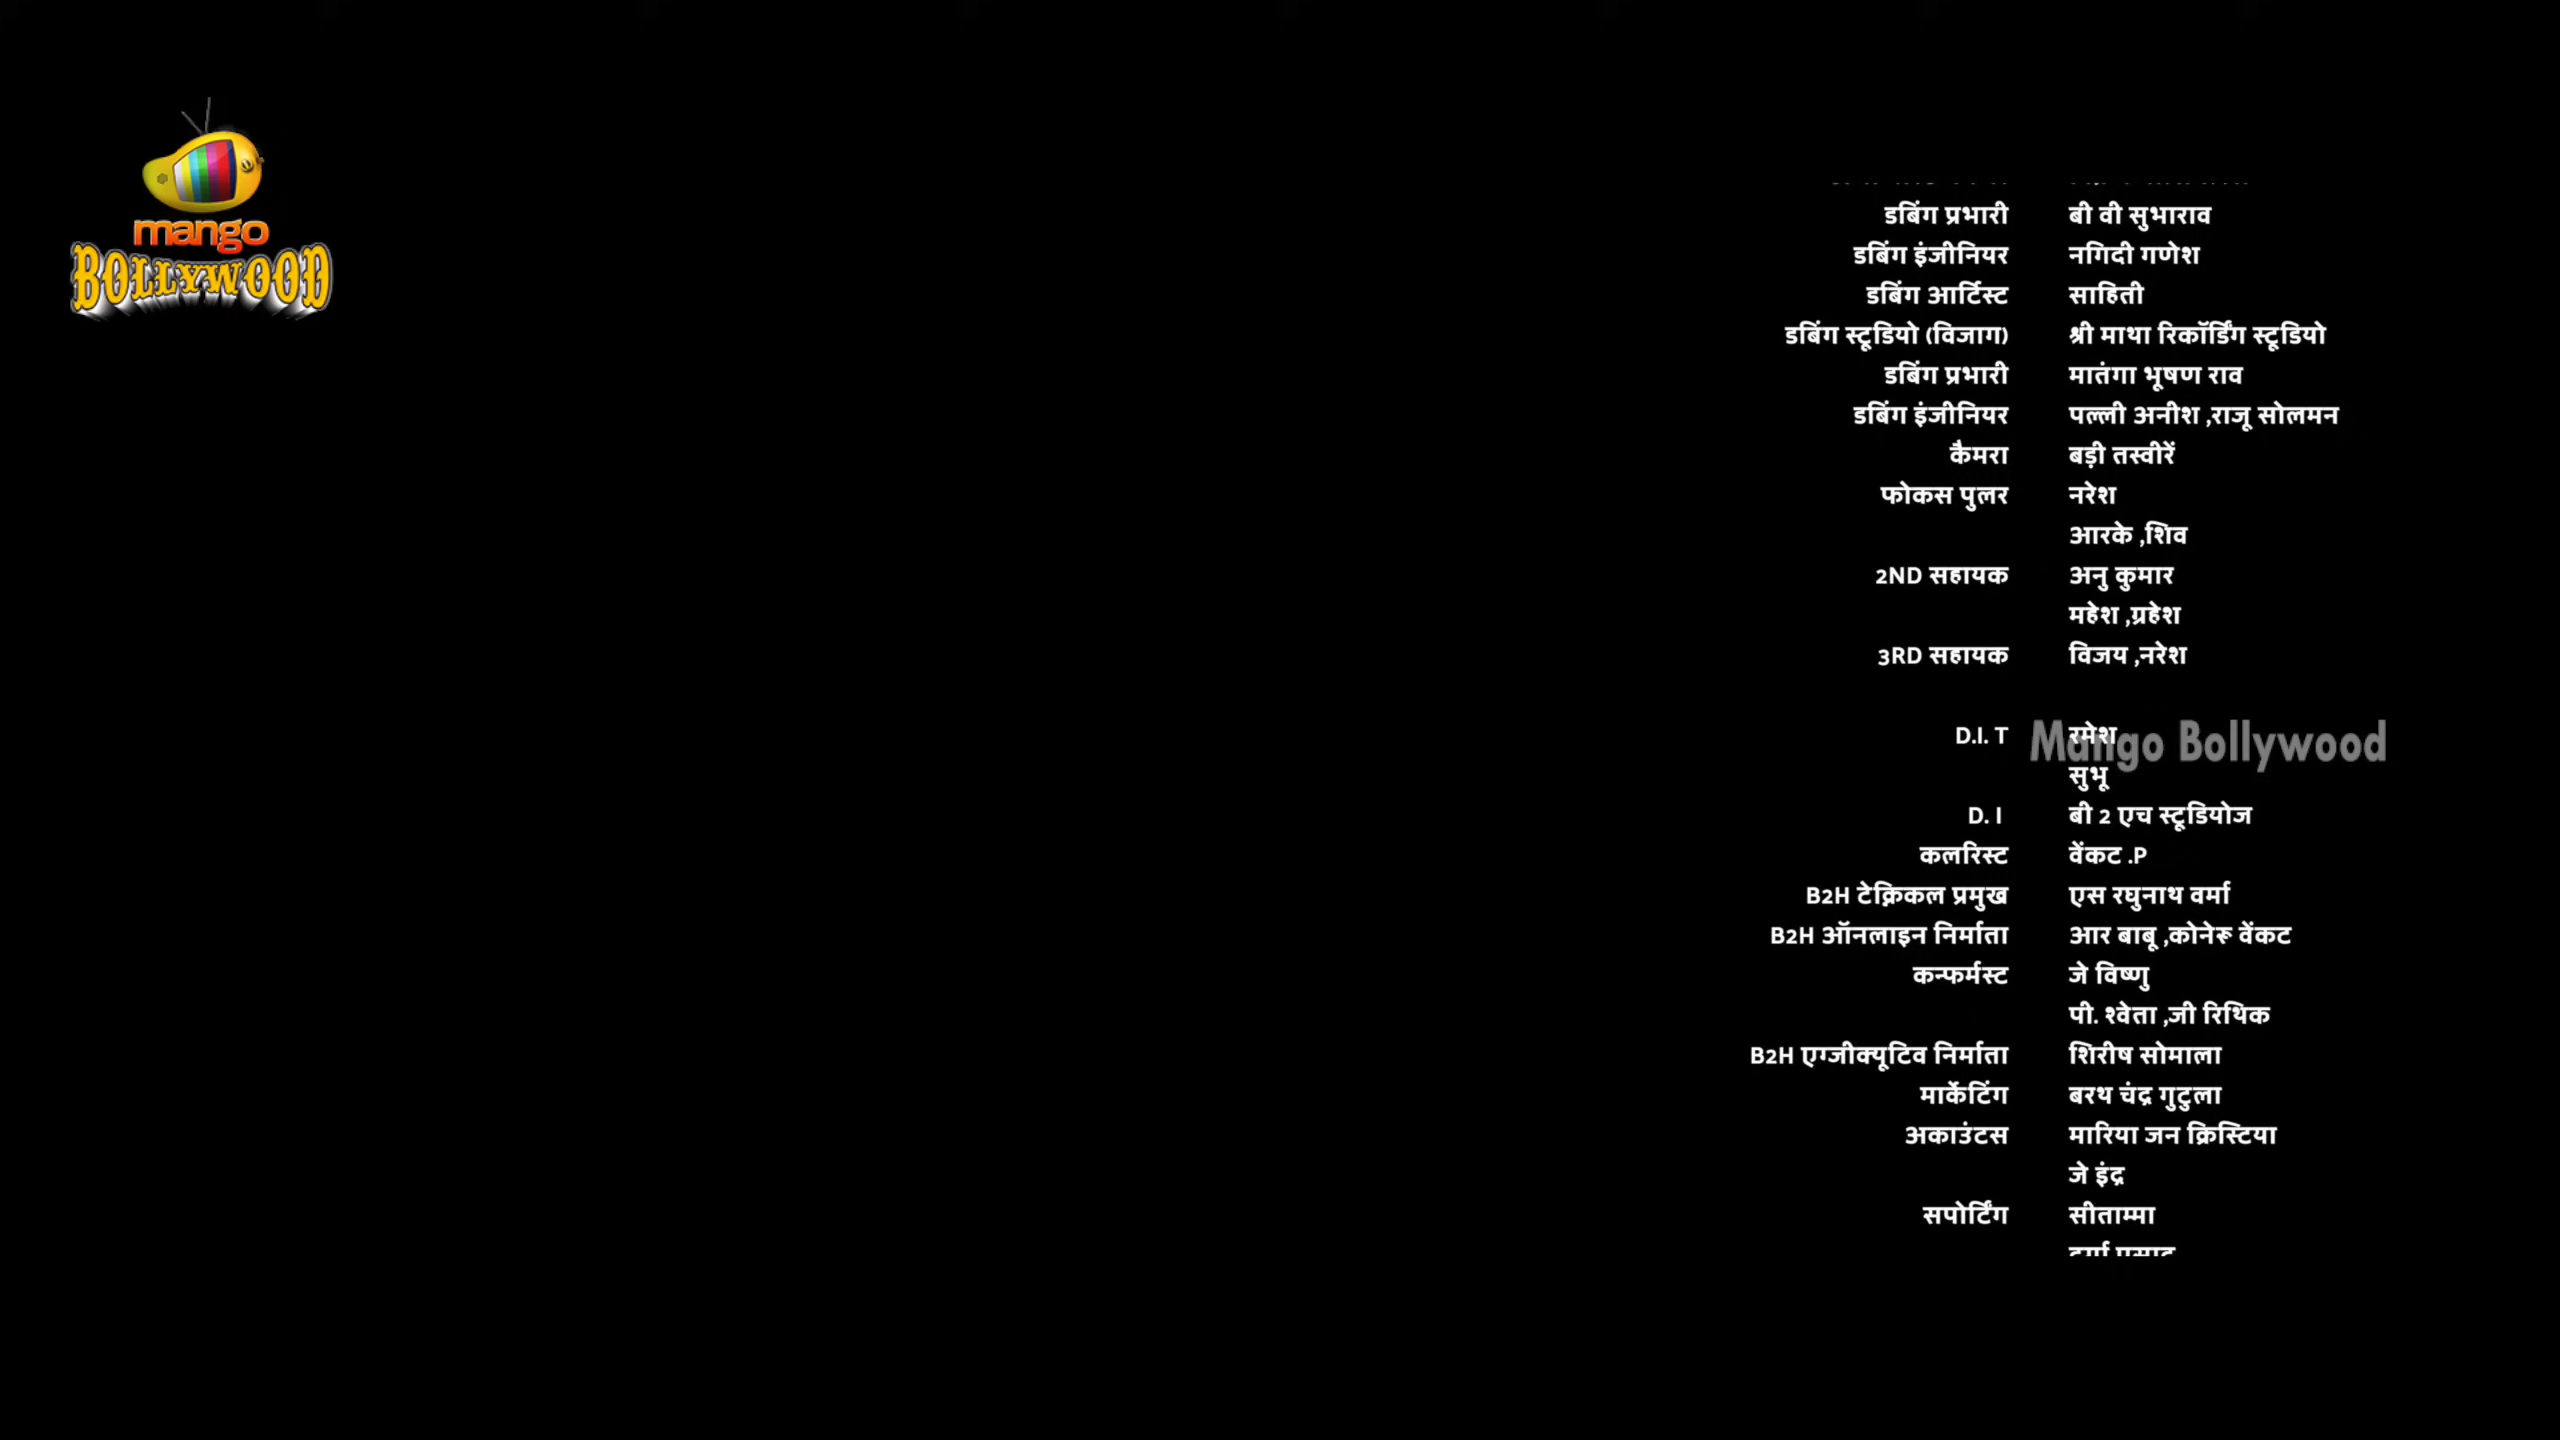 mango
BOLLYWOOD
डबिंग प्रभारी बी वी सुभाराव
डबिंग इंजीनियर नगिदी गणेश
डबिंग आर्टिस्ट साहिती
डबिंग स्टूडियो (विजाग) श्री माथा रिकॉर्डिंग स्टूडियो
डबिंग प्रभारी मातंगा भूषण राव
डबिंग इंजीनियर पल्ली अनीश ,राजू सोलमन
कैमरा बड़ी तस्वीरें
फोकस पुलर नरेश
आरके ,शिव
2ND सहायक अनु कुमार
महेश ,ग्रहेश
3RD सहायक विजय ,नरेश
D.I. T रमेश
Mango Bollywood
सुभू
D. I बी 2 एच स्टूडियोज
कलरिस्ट वेंकट .P
B2H टेक्निकल प्रमुख एस रघुनाथ वर्मा
B2H ऑनलाइन निर्माता आर बाबू ,कोनेरू वेंकट
कन्फर्मस्ट जे विष्णु
पी. श्वेता ,जी रिथिक
B2H एग्जीक्यूटिव निर्माता शिरीष सोमाला
मार्केटिंग बरथ चंद्र गुटुला
अकाउंटस मारिया जन क्रिस्टिया
जे इंद्र
सपोर्टिंग सीताम्मा